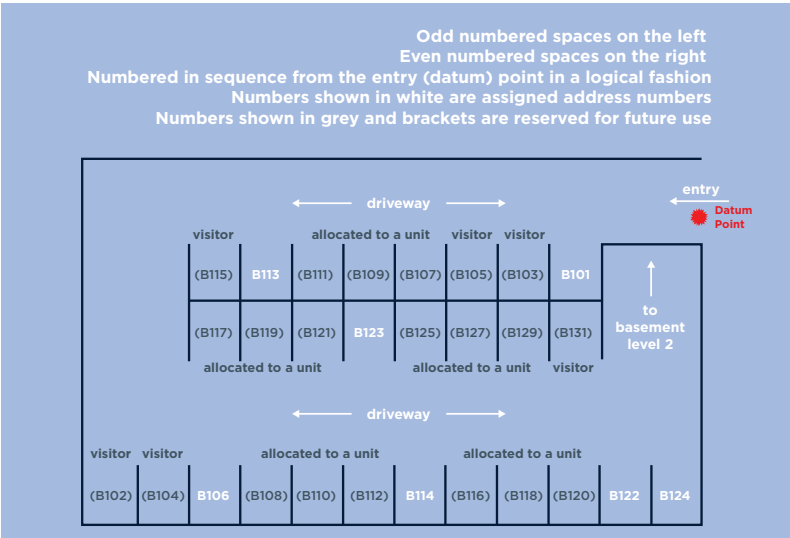 Odd numbered spaces on the left
Even numbered spaces on the right
Numbered in sequence from the entry (datum) point in a logical fashion
Numbers shown in white are assigned address numbers
Numbers shown in grey and brackets are reserved for future use
entry
driveway
Datum
Point
visitor
allocated to a unit
visitor
visitor
(B115)
B113
(B111)
(B109)
(B107)
(B105)
(B103)
B101
to
basement
level 2
(B117)
(B119)
(B121)
B123
(B125)
(B127)
(B129)
(B131)
allocated to a unit
allocated to a unit
visitor
driveway
visitor
visitor
allocated to a unit
allocated to a unit
(B102)
(B104)
B106
(B108)
(B110)
(B112)
B114
(B116)
(B118)
(B120)
B122
B124